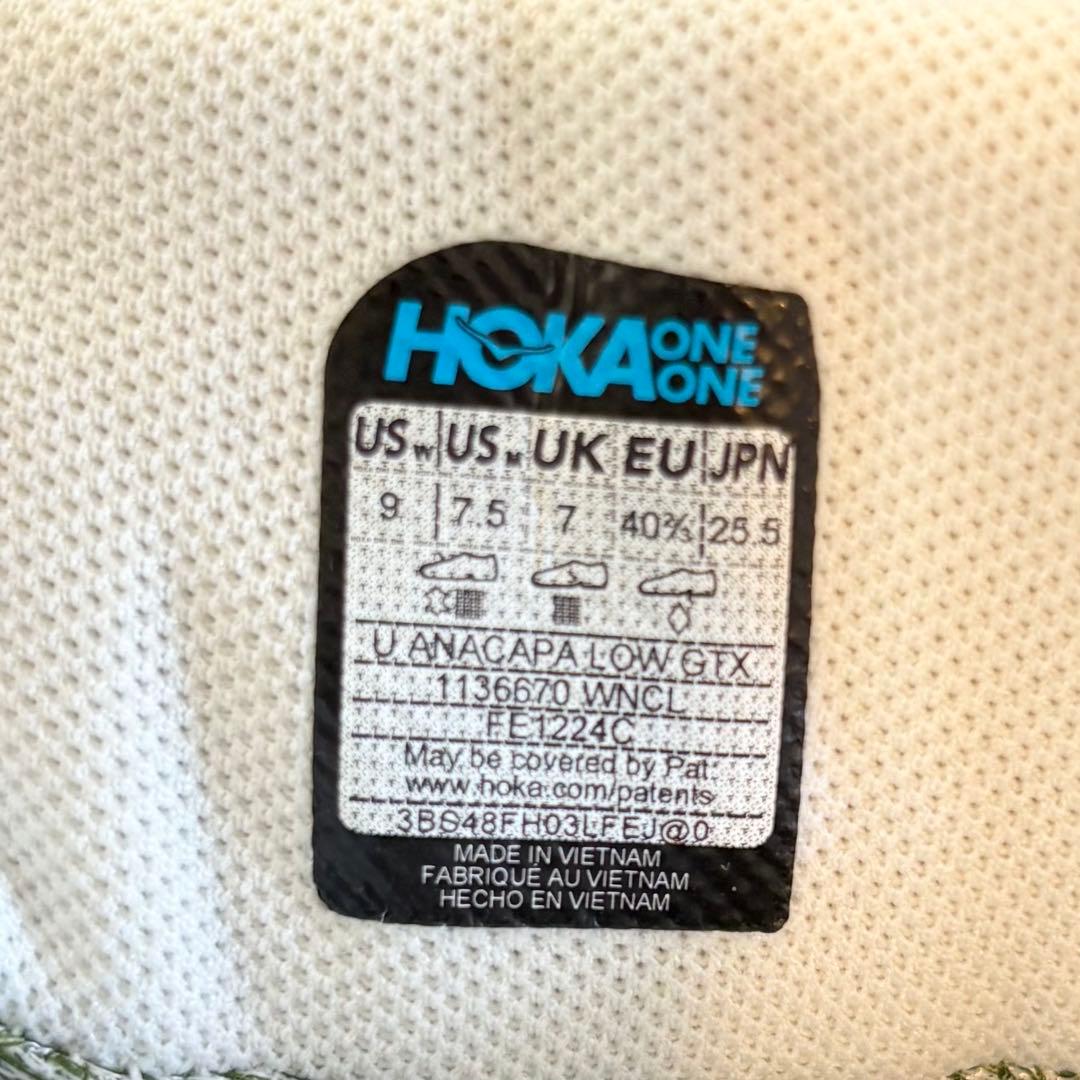 HOKA ONE ONE
US W US M UK EU JPN
9 7.5 7 40⅔ 25.5
U ANACAPA LOW GTX
1136670 WNCL
FE1224C
May be covered by Pat.
www.hoka.com/patents
3BS48FH03LFEJ@0
MADE IN VIETNAM
FABRIQUÉ AU VIETNAM
HECHO EN VIETNAM